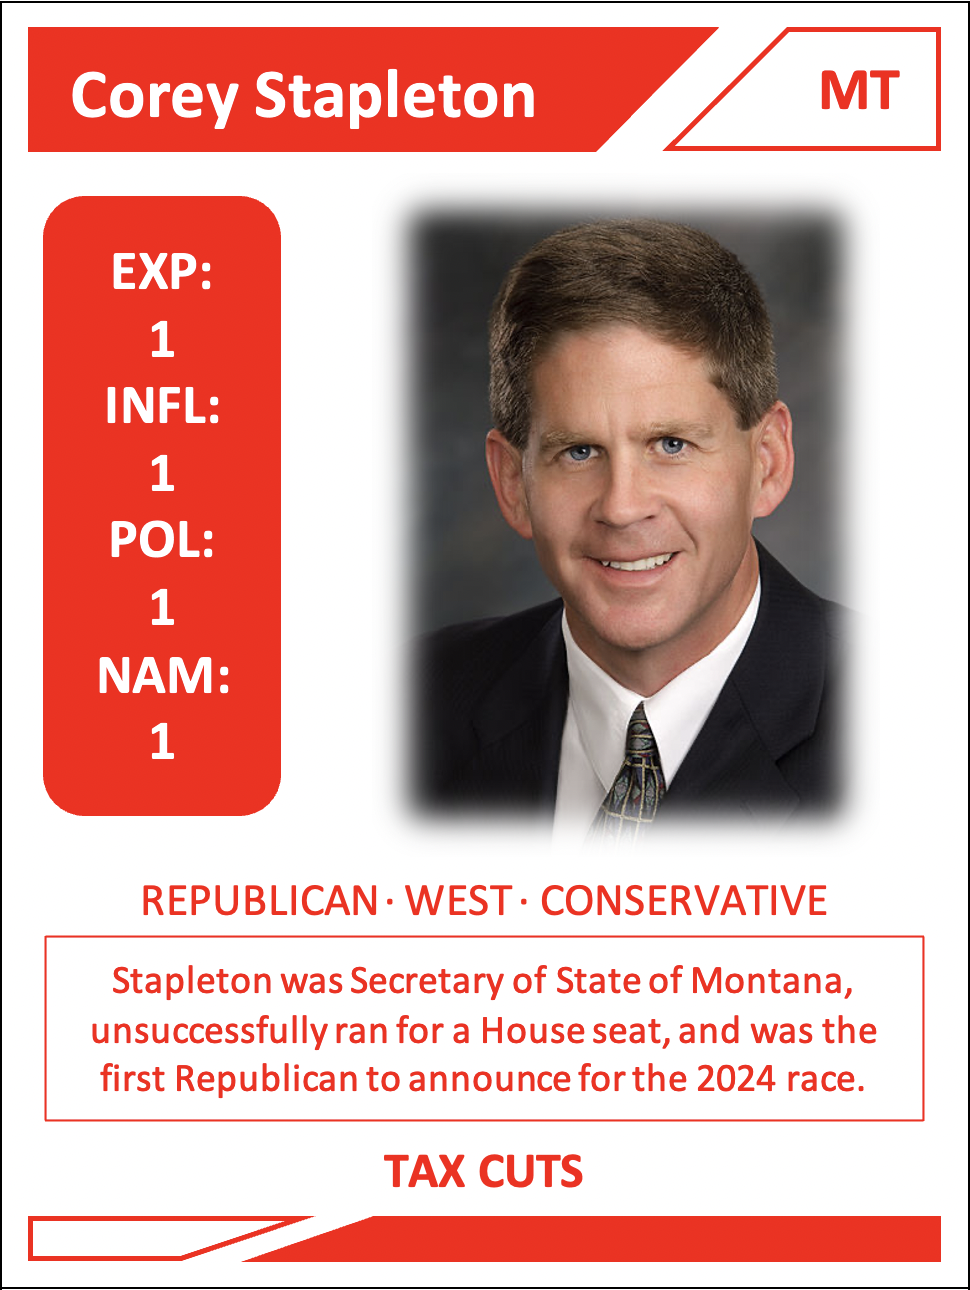 Corey Stapleton
MT
EXP:
1
INFL:
1
POL:
1
NAM:
1
REPUBLICAN · WEST · CONSERVATIVE
Stapleton was Secretary of State of Montana,
unsuccessfully ran for a House seat, and was the
first Republican to announce for the 2024 race.
TAX CUTS